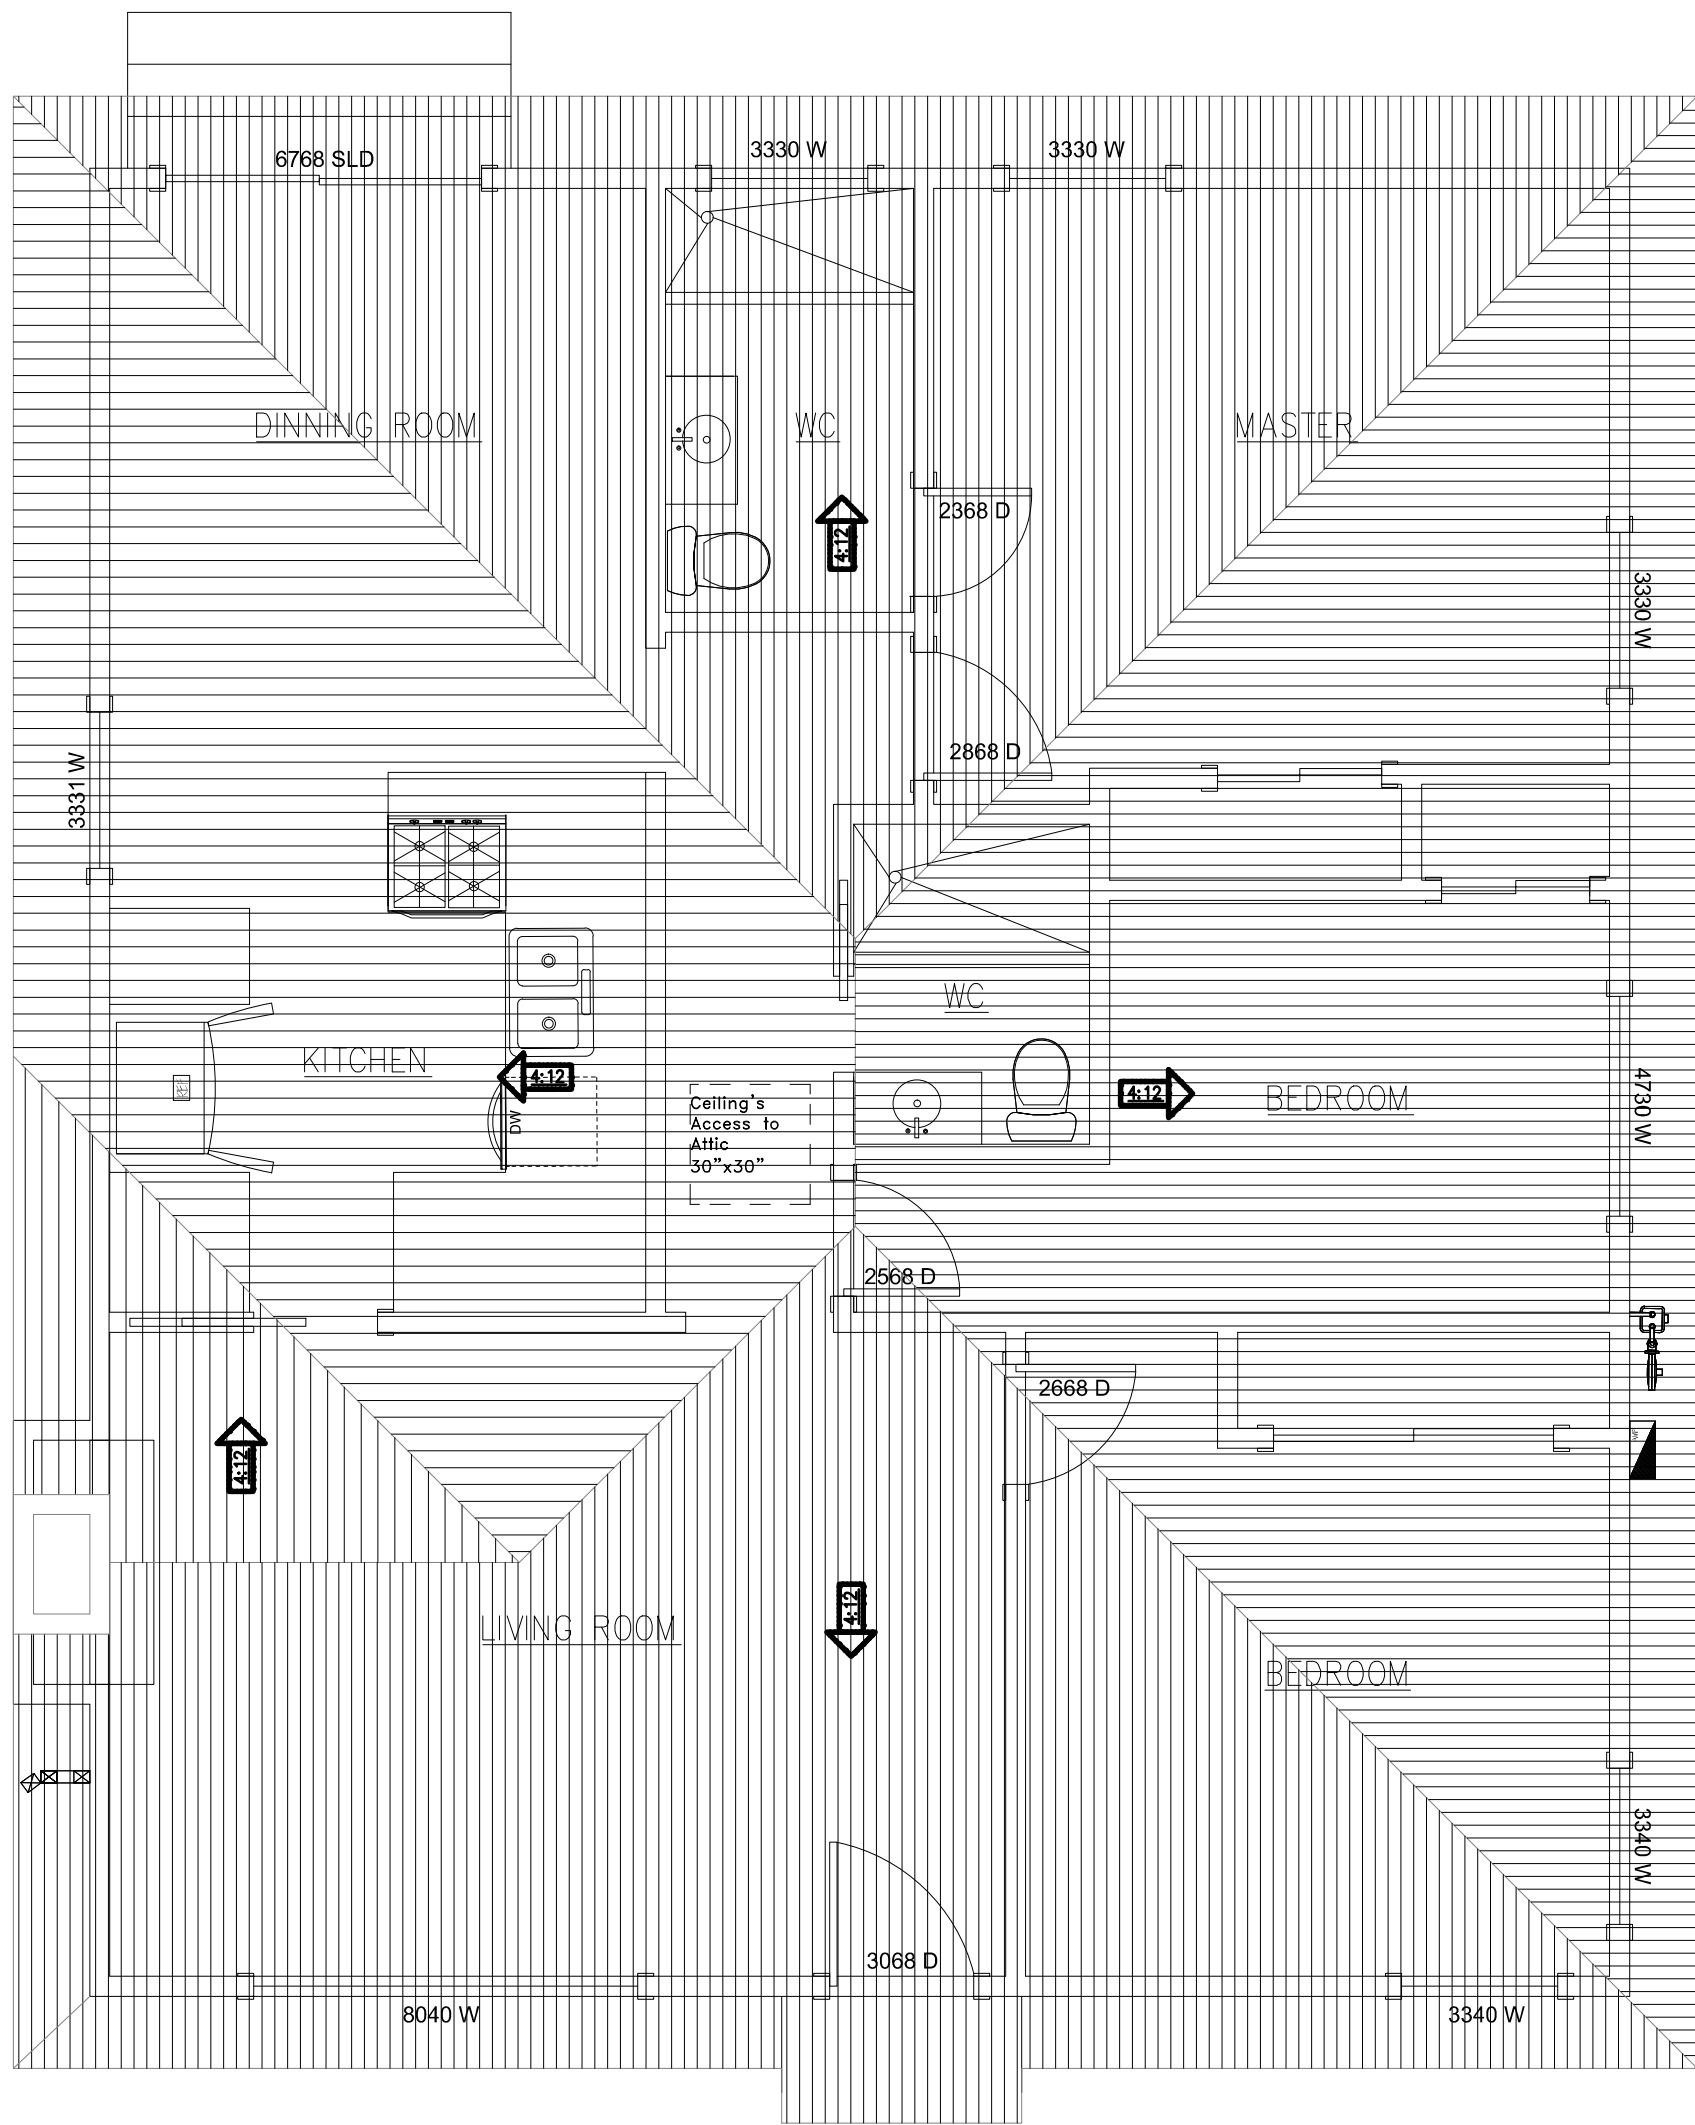 6768 SLD
3330 W
3330 W
DINNING ROOM
WC
MASTER
2368 D
4:12
3330 W
2868 D
3331 W
WC
KITCHEN
4:12
REF
DW
Ceiling's
Access to
Attic
30"x30"
4:12
BEDROOM
4730 W
2568 D
2668 D
4:12
4:12
LIVING ROOM
BEDROOM
3340 W
3068 D
8040 W
3340 W